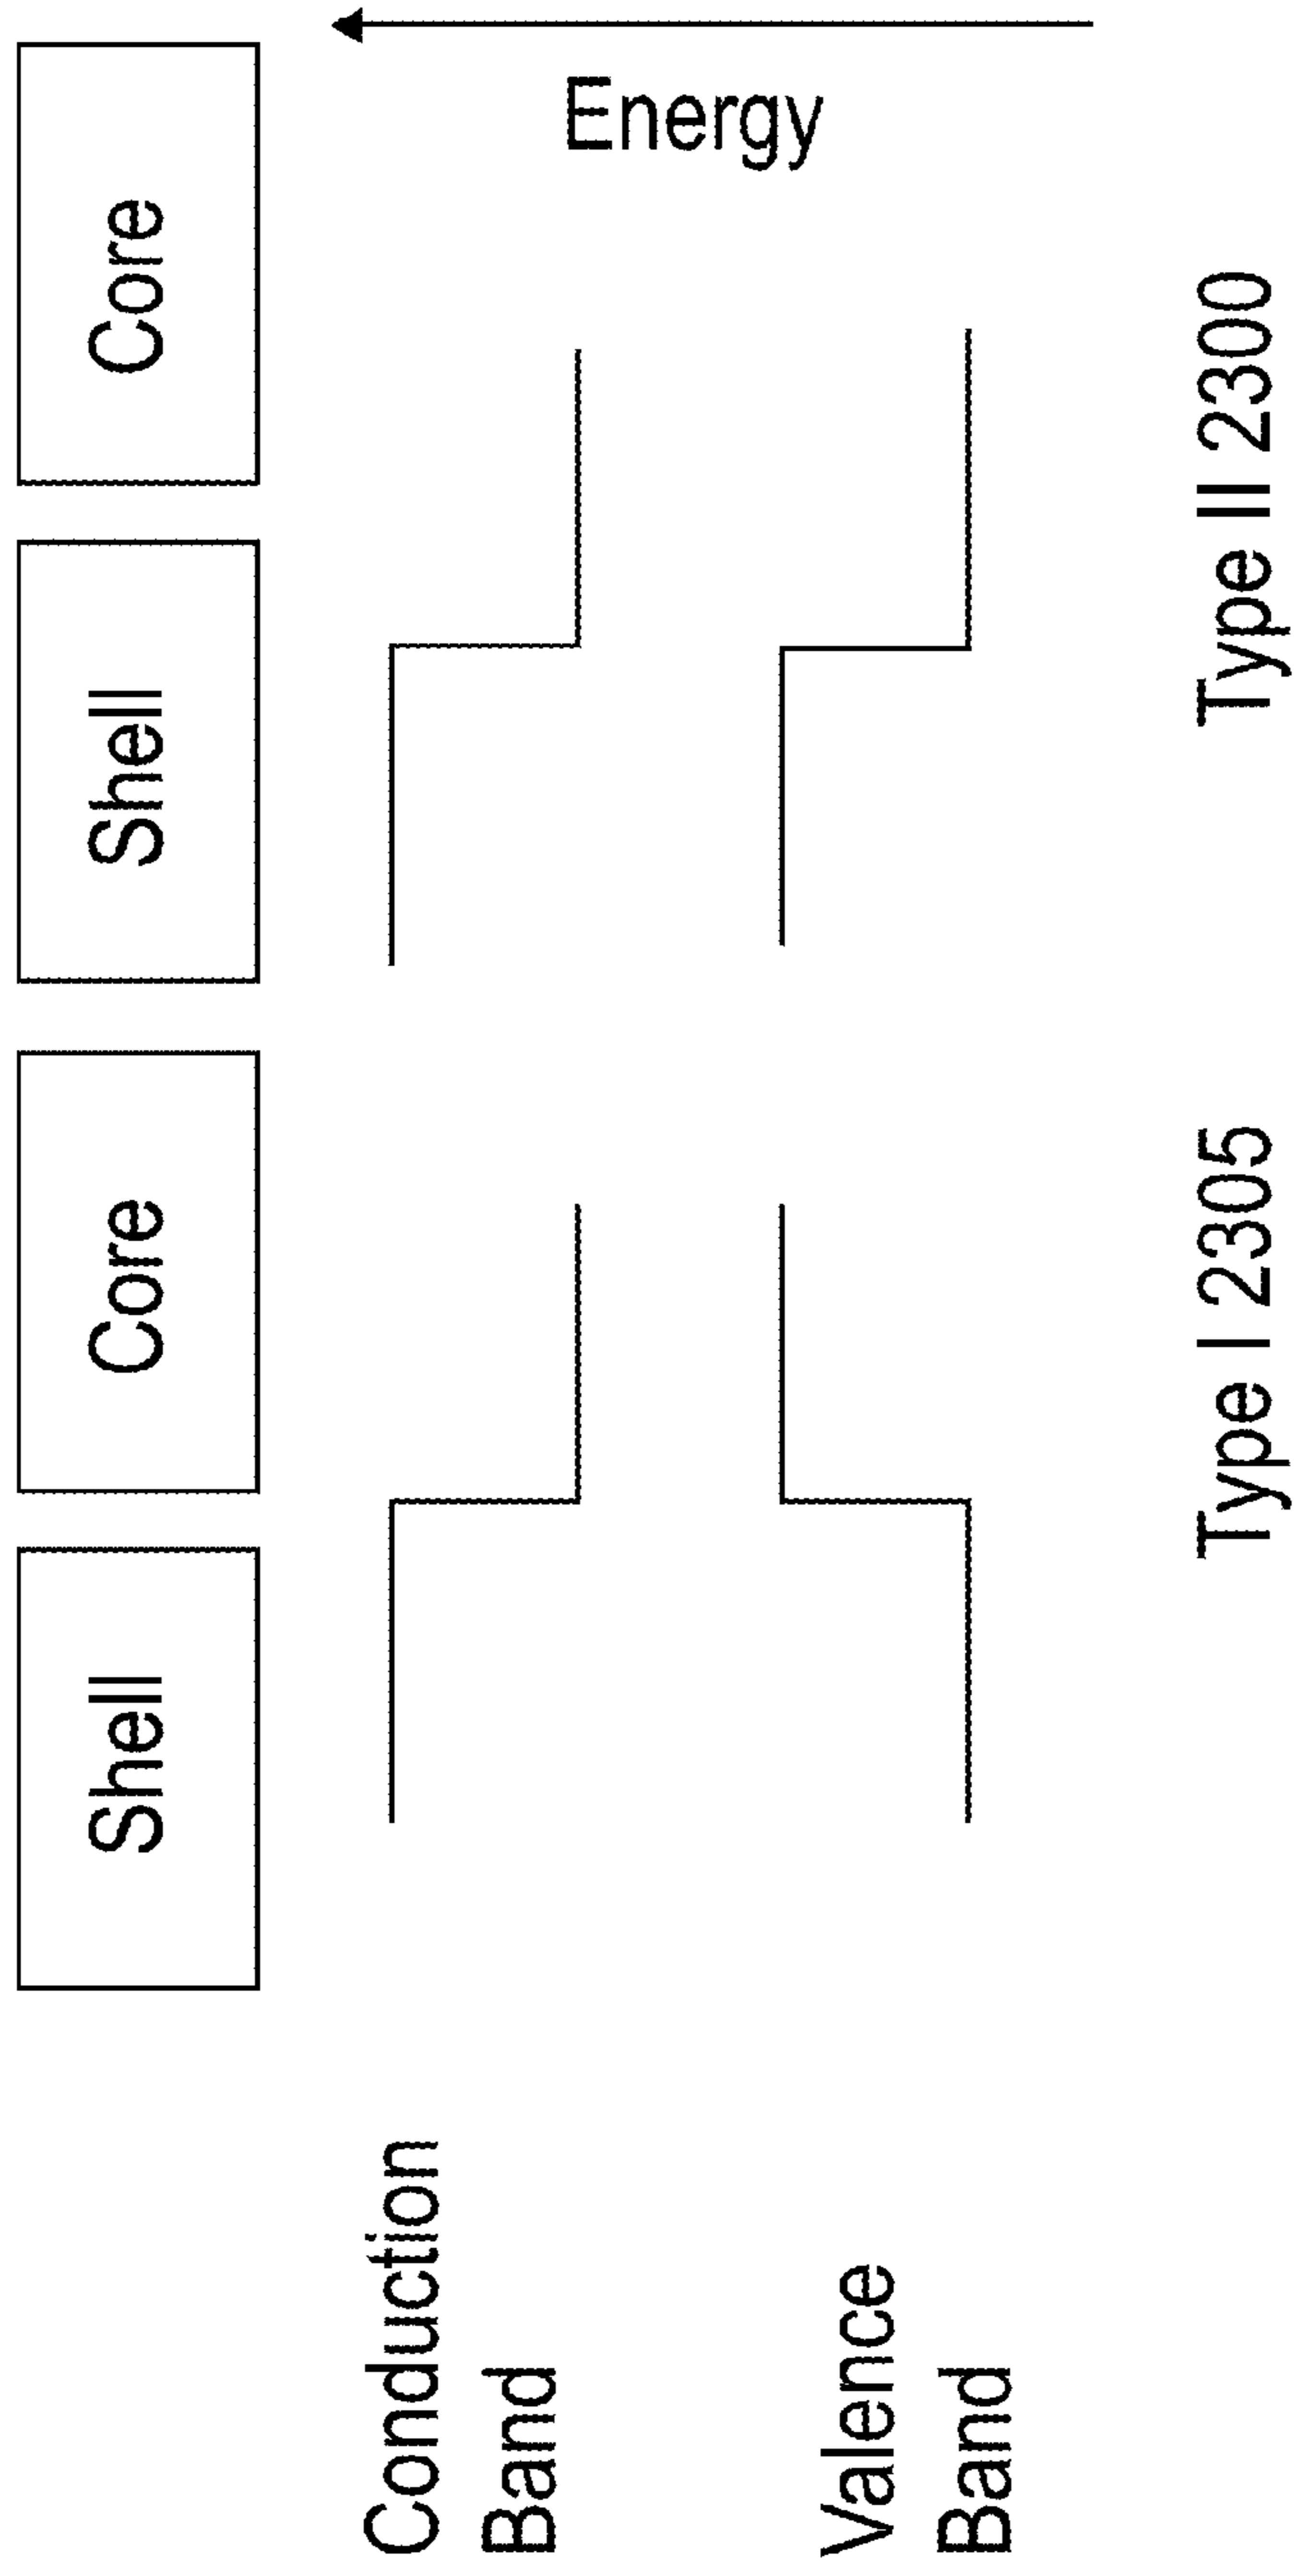 Shell
Core
Shell
Core
Conduction
Band
Energy
Valence
Band
Type I 2305
Type II 2300